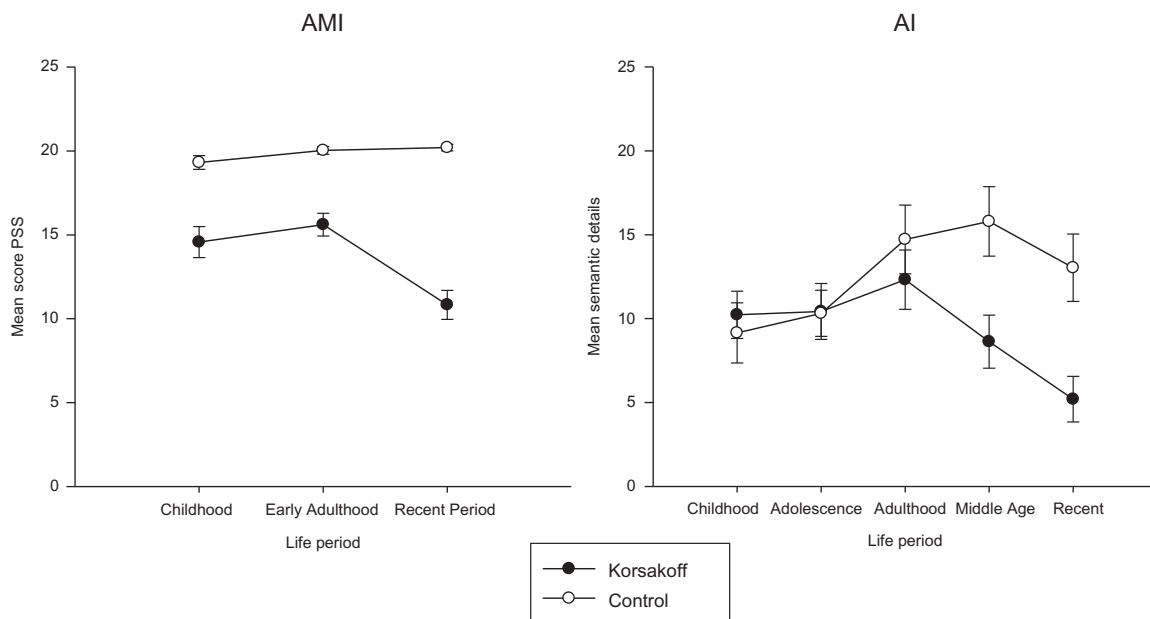 AMI
25
20
15
10
5
0
Mean score PSS
Childhood
Early Adulthood
Recent Period
Life period
AI
25
20
15
10
5
0
Mean semantic details
Childhood
Adolescence
Adulthood
Middle Age
Recent
Life period
Korsakoff
Control